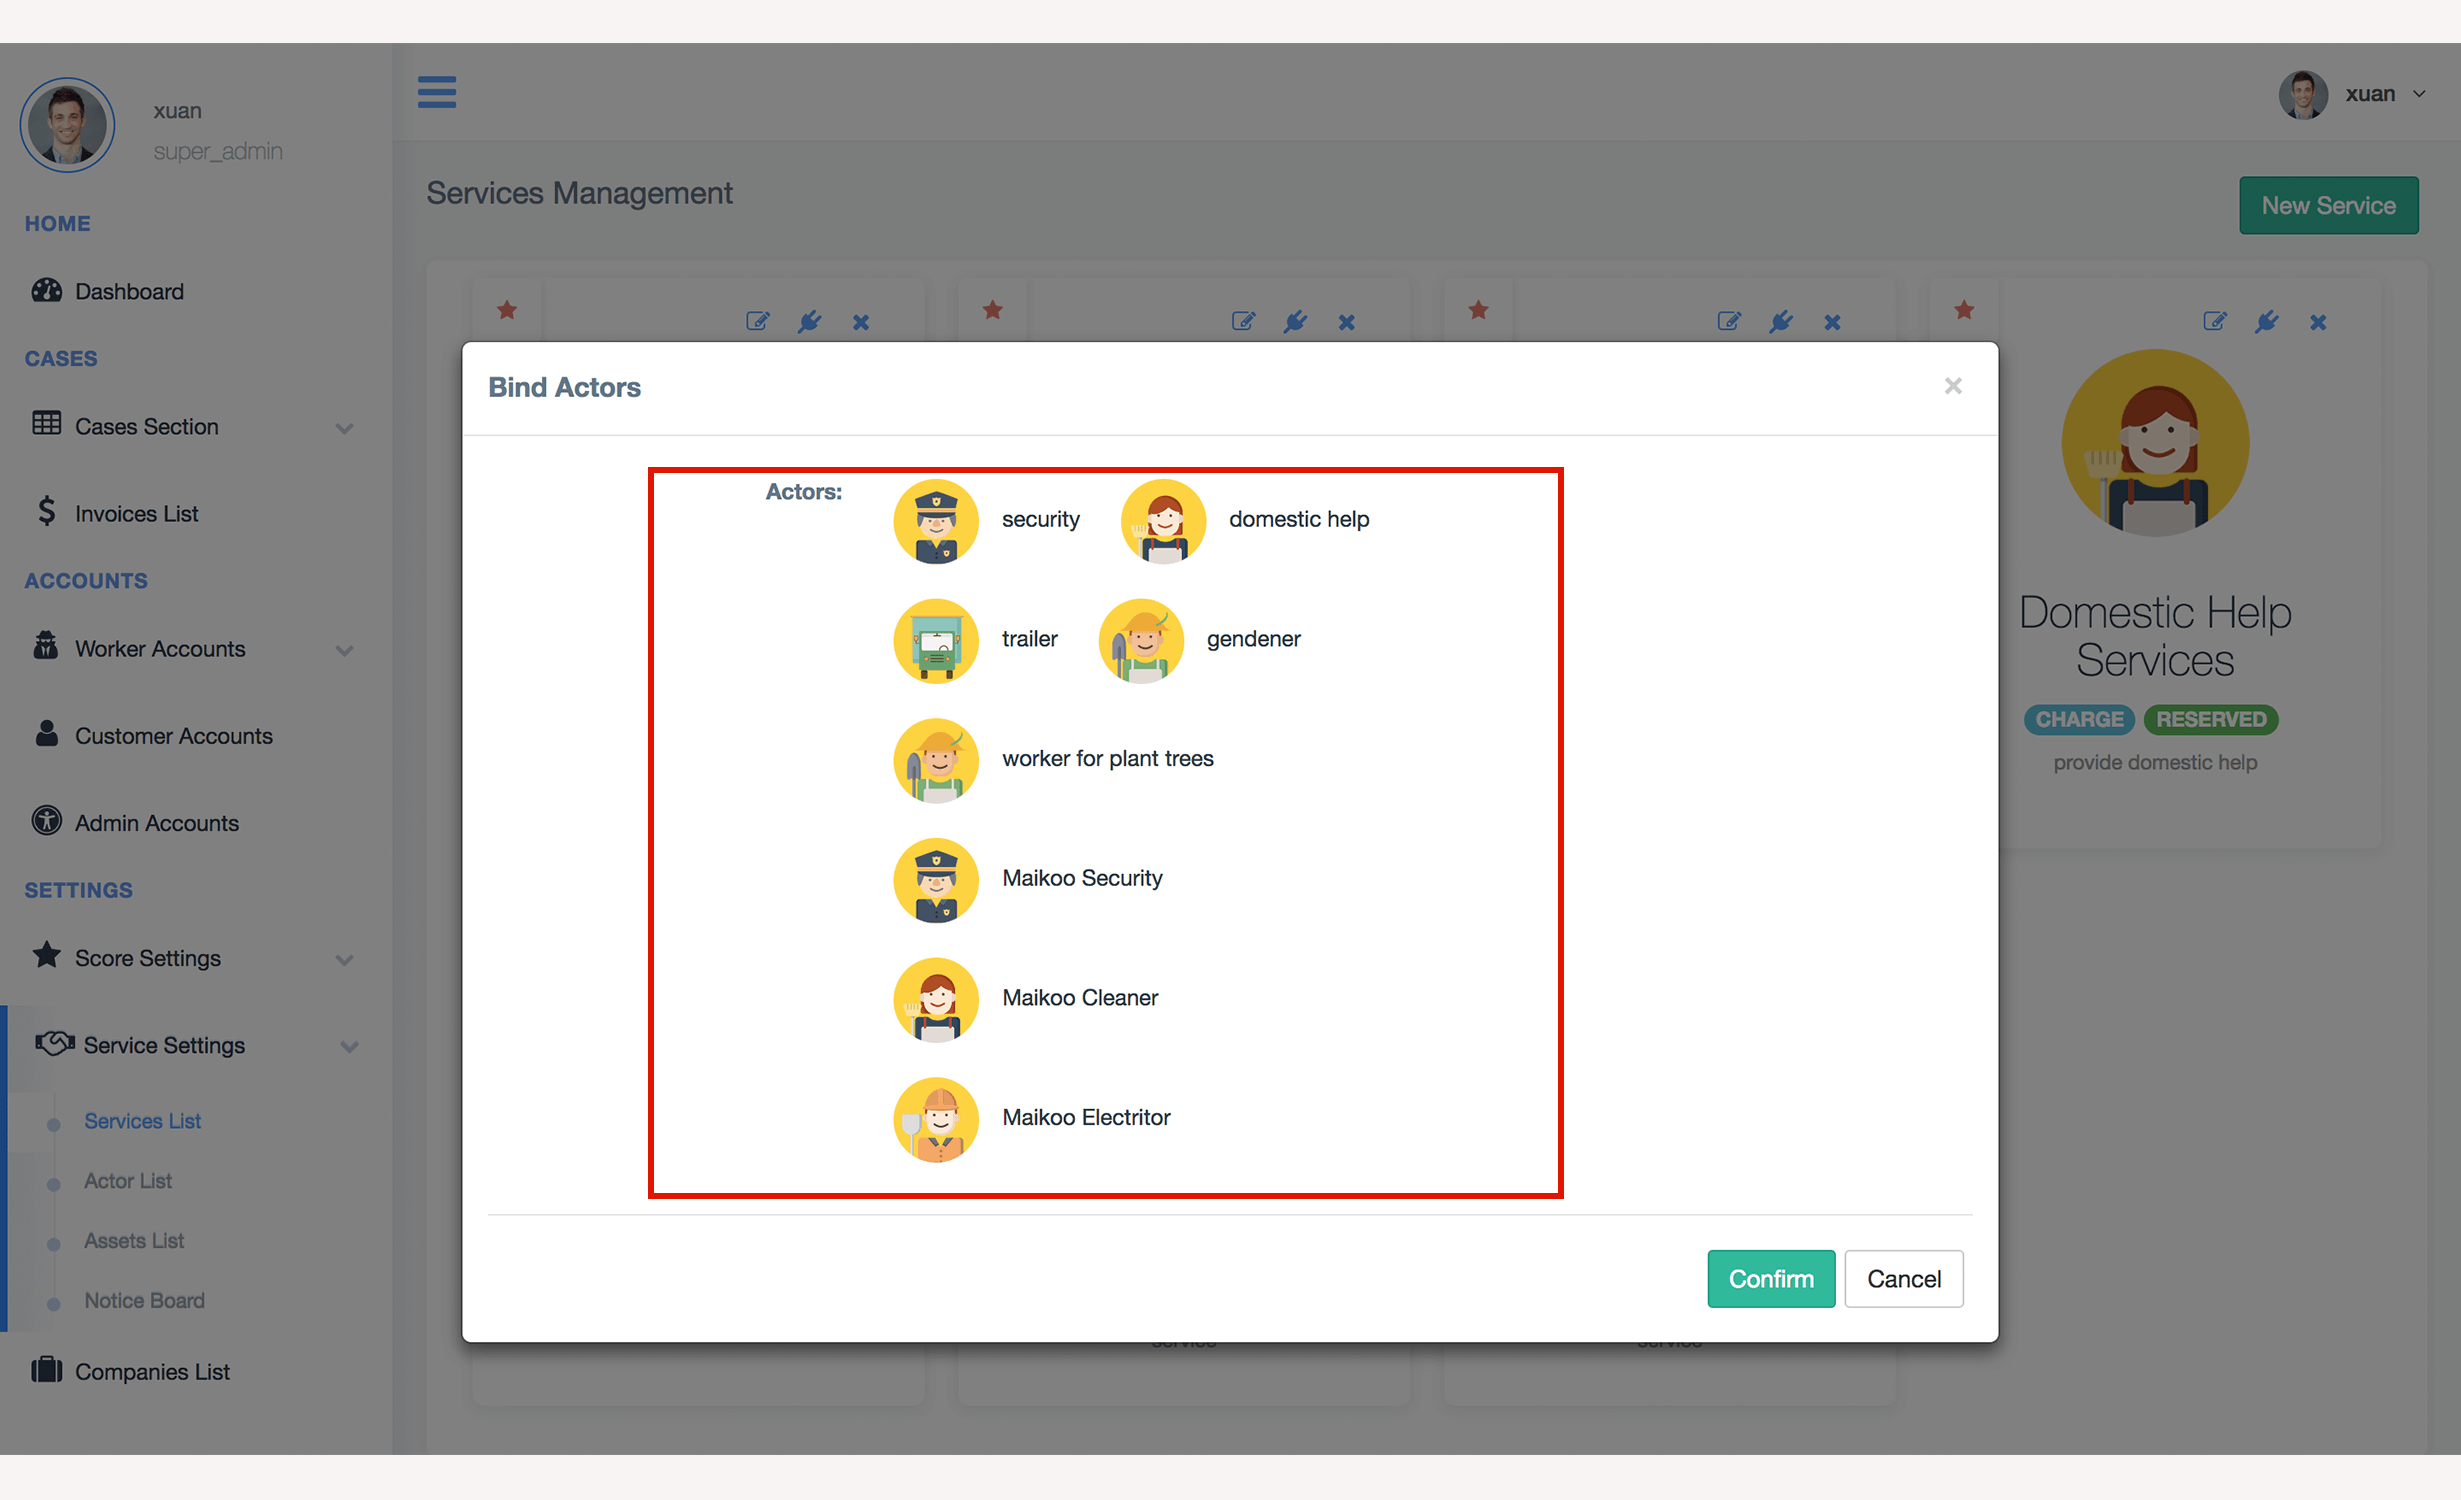 xuan
super_admin
HOME
Dashboard
CASES
Cases Section
Invoices List
ACCOUNTS
Worker Accounts
Customer Accounts
Admin Accounts
SETTINGS
Score Settings
Service Settings
Services List
Actor List
Assets List
Notice Board
Companies List
xuan
Services Management
New Service
Bind Actors
×
Actors:
security
domestic help
trailer
gendener
worker for plant trees
Maikoo Security
Maikoo Cleaner
Maikoo Electritor
Confirm
Cancel
Domestic Help
Services
CHARGE
RESERVED
provide domestic help
service
service